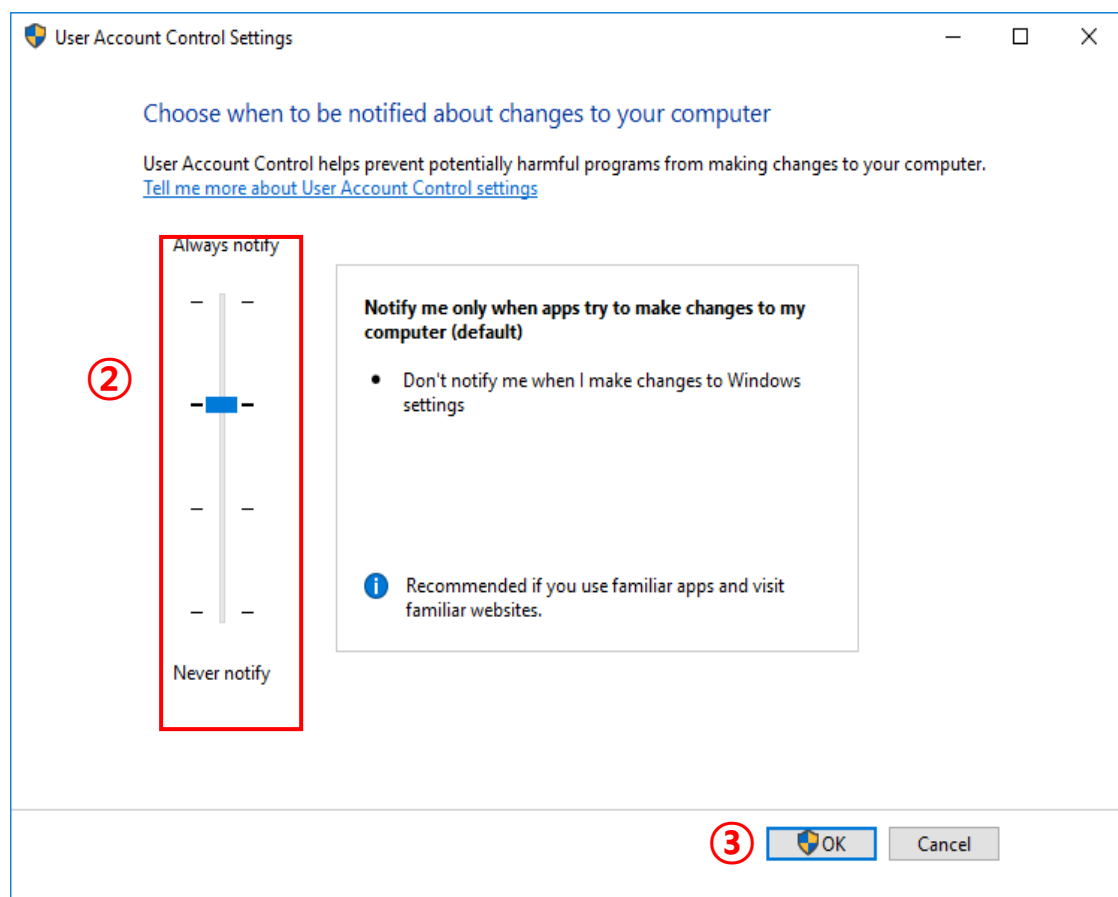 User Account Control Settings
Choose when to be notified about changes to your computer
User Account Control helps prevent potentially harmful programs from making changes to your computer.
Tell me more about User Account Control settings
Always notify
Notify me only when apps try to make changes to my
computer (default)
②
• Don't notify me when I make changes to Windows
settings
Recommended if you use familiar apps and visit
familiar websites.
Never notify
③
OK
Cancel